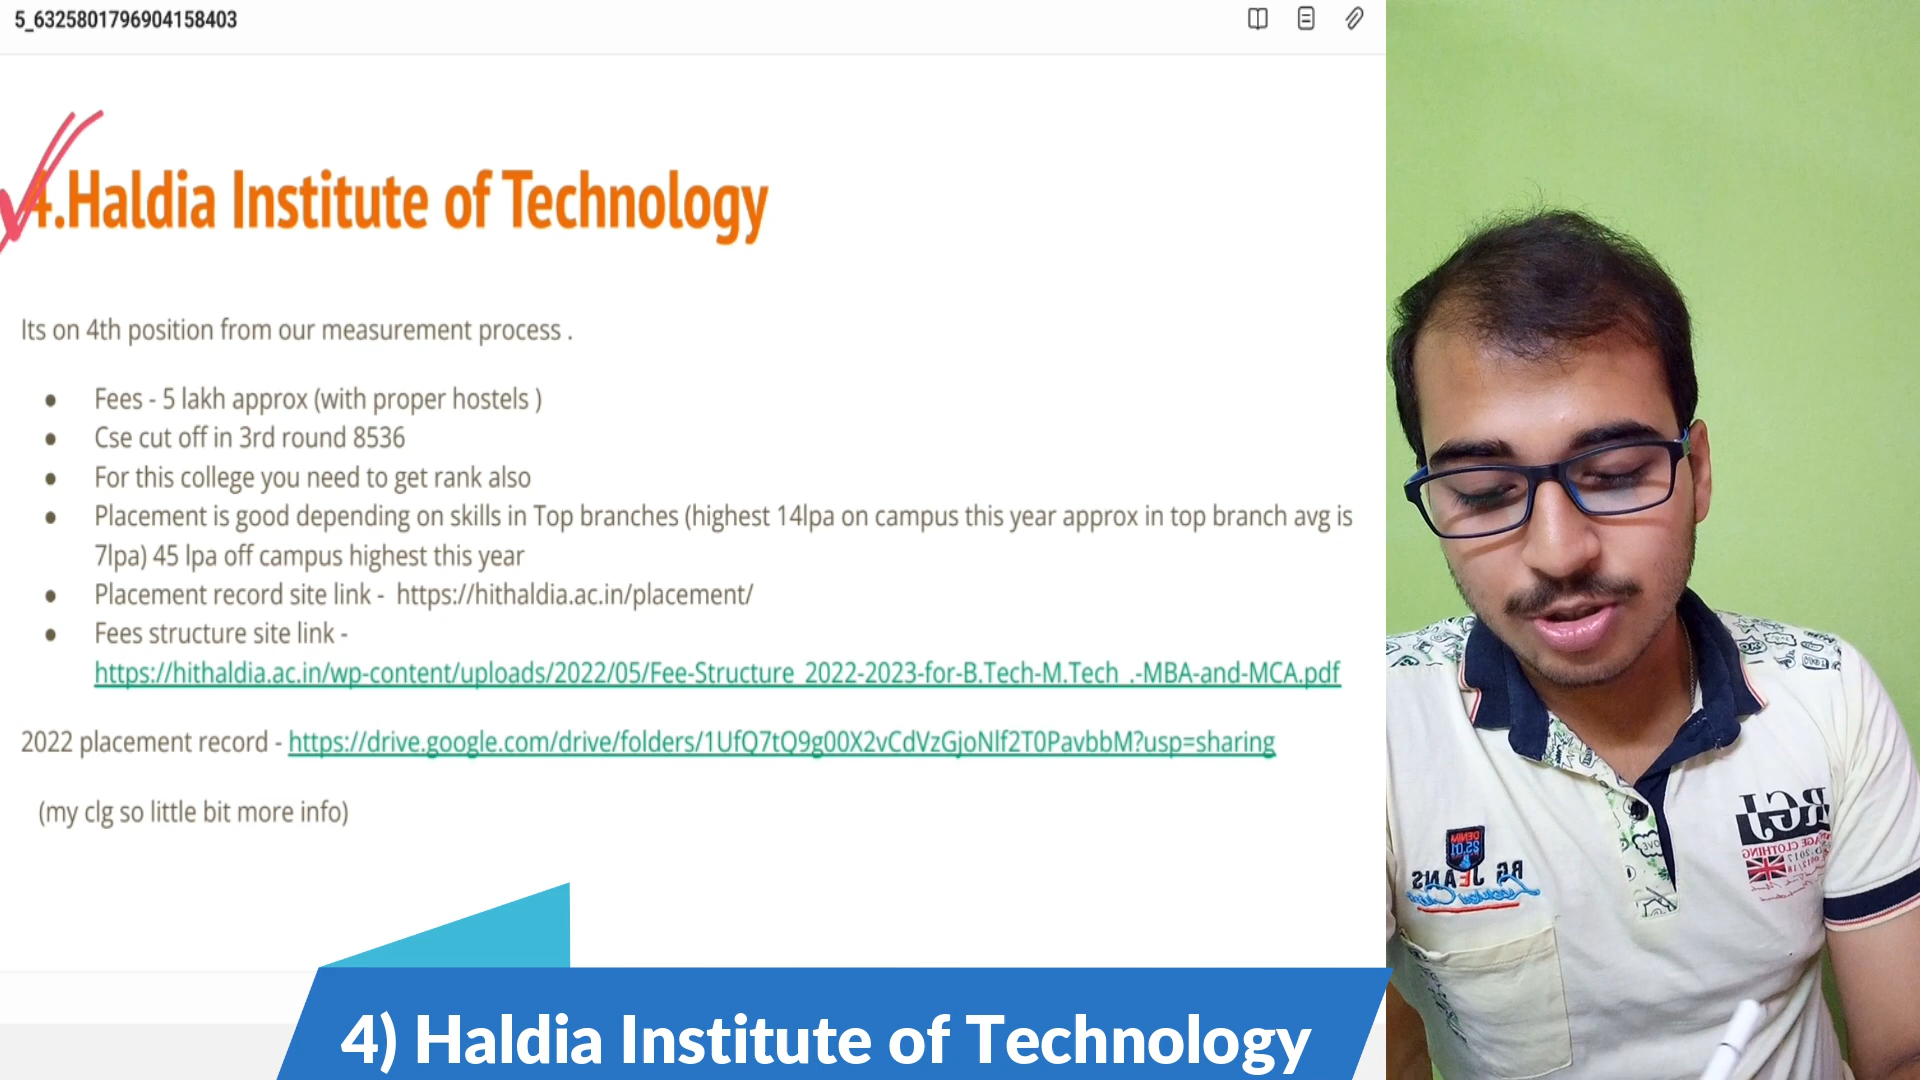 5_6325801796904158403
4.Haldia Institute of Technology
Its on 4th position from our measurement process .
● Fees - 5 lakh approx (with proper hostels )
● Cse cut off in 3rd round 8536
● For this college you need to get rank also
● Placement is good depending on skills in Top branches (highest 14lpa on campus this year approx in top branch avg is
7lpa) 45 lpa off campus highest this year
● Placement record site link - https://hithaldia.ac.in/placement/
● Fees structure site link -
https://hithaldia.ac.in/wp-content/uploads/2022/05/Fee-Structure_2022-2023-for-B.Tech-M.Tech_.-MBA-and-MCA.pdf
2022 placement record - https://drive.google.com/drive/folders/1UfQ7tQ9g00X2vCdVzGjoNlf2T0PavbbM?usp=sharing
(my clg so little bit more info)
4) Haldia Institute of Technology
RGJ
DENIM
25.01
RG JEANS